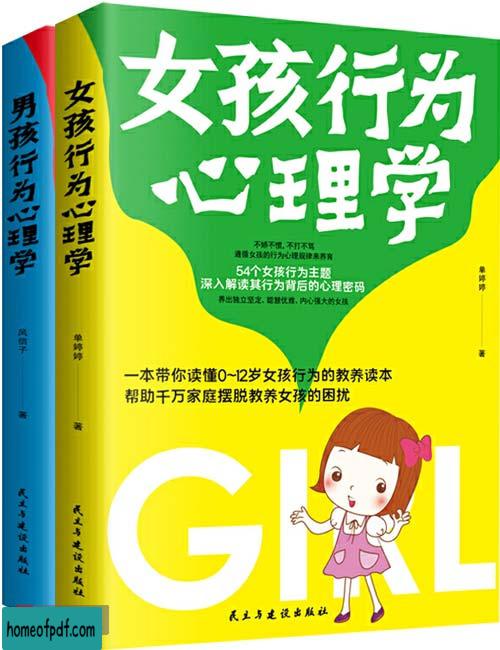 男孩行为心理学
风信子 著
民主与建设出版社
女孩行为心理学
单婷婷 著
民主与建设出版社
女孩行为
心理学
不娇不惯，不打不骂
遵循女孩的行为心理规律来养育
54个女孩行为主题
深入解读其行为背后的心理密码
养出独立坚定、聪慧优雅、内心强大的女孩
单婷婷 著
一本带你读懂0~12岁女孩行为的教养读本
帮助千万家庭摆脱教养女孩的困扰
GIRL
民主与建设出版社
homeofpdf.com